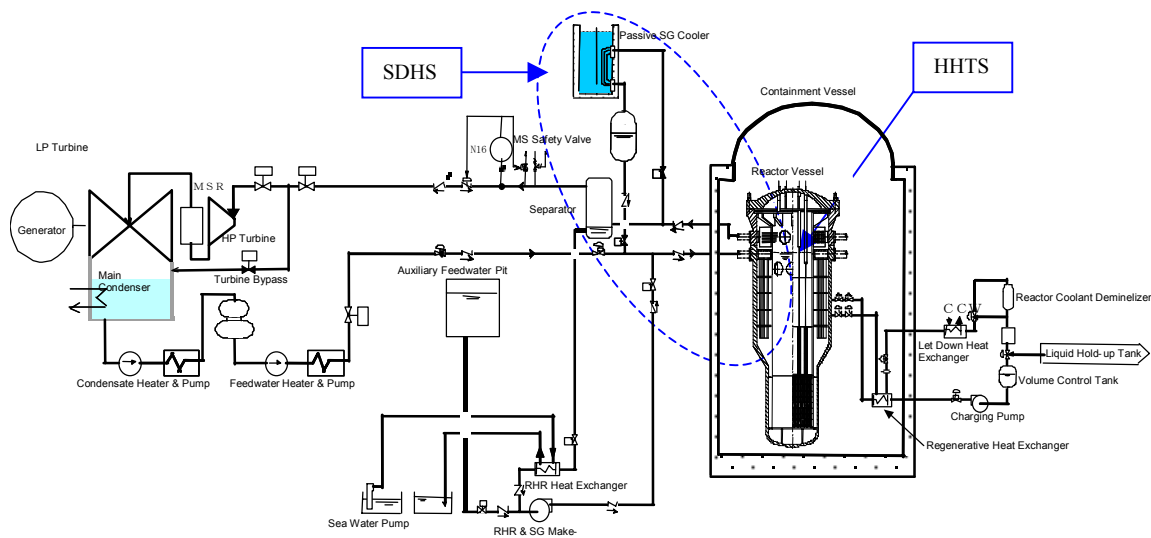 Passive SG Cooler
SDHS
HHTS
Containment Vessel
LP Turbine
N16
MS Safety Valve
MSR
Reactor Vessel
Separator
Generator
HP Turbine
Main
Condenser
Turbine Bypass
Auxiliary Feedwater Pit
CCW
Reactor Coolant Deminelizer
Let Down Heat
Exchanger
Liquid Hold-up Tank
Condensate Heater & Pump
Feedwater Heater & Pump
Volume Control Tank
Charging Pump
Regenerative Heat Exchanger
RHR Heat Exchanger
Sea Water Pump
RHR & SG Make-